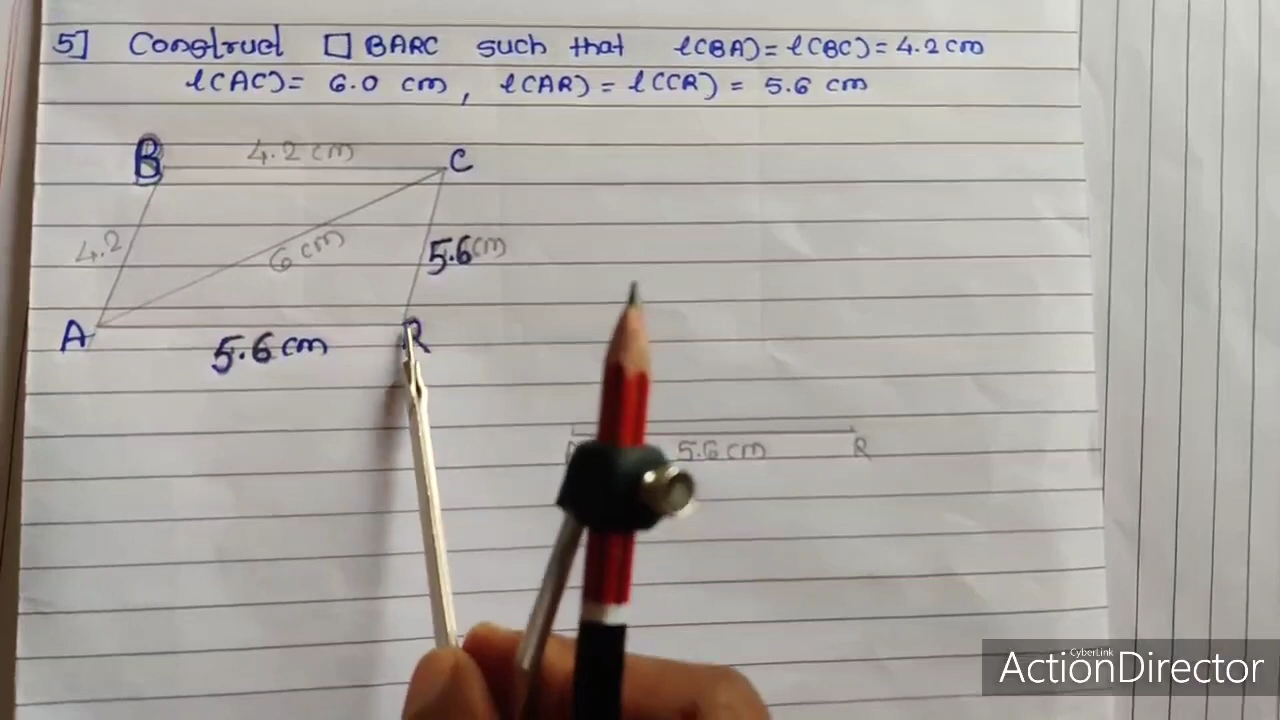 5] Construct □ BARC such that l(BA) = l(BC) = 4.2 cm
l(AC) = 6.0 cm, l(AR) = l(CR) = 5.6 cm
B 4.2 cm C
4.2 6 cm 5.6 cm
A 5.6 cm R
5.6 cm R
CyberLink
ActionDirector